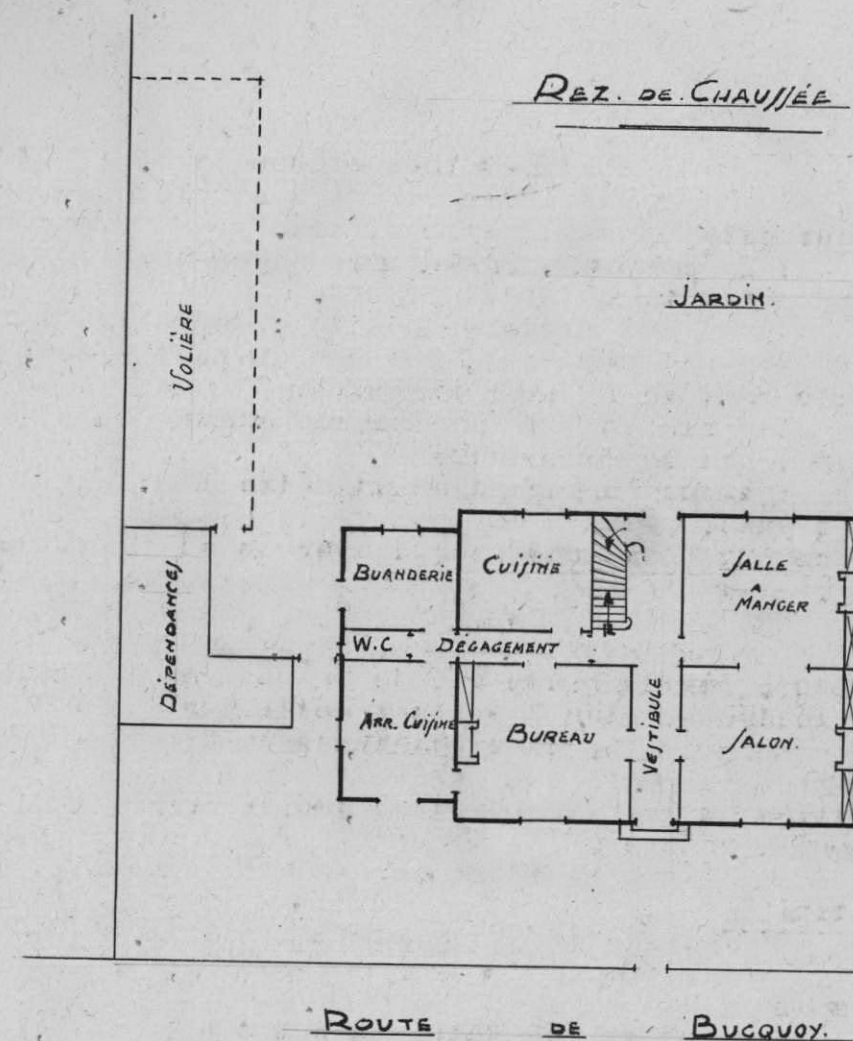 REZ. DE. CHAUSSÉE
JARDIN.
VOLIÈRE
DÉPENDANCES
BUANDERIE
CUISINE
SALLE
À
MANGER
W.C
DÉGAGEMENT
ARR. CUISINE
BUREAU
VESTIBULE
SALON.
ROUTE DE BUCQUOY.